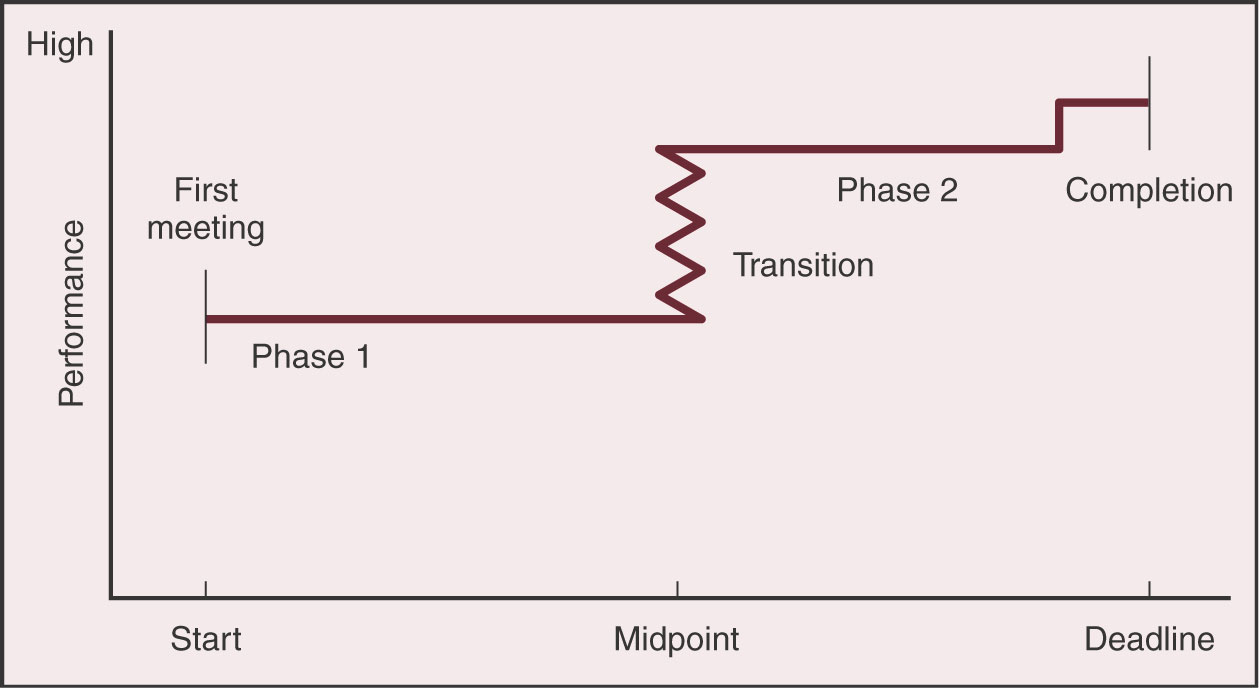 High
Performance
First
meeting
Phase 1
Transition
Phase 2
Completion
Start
Midpoint
Deadline